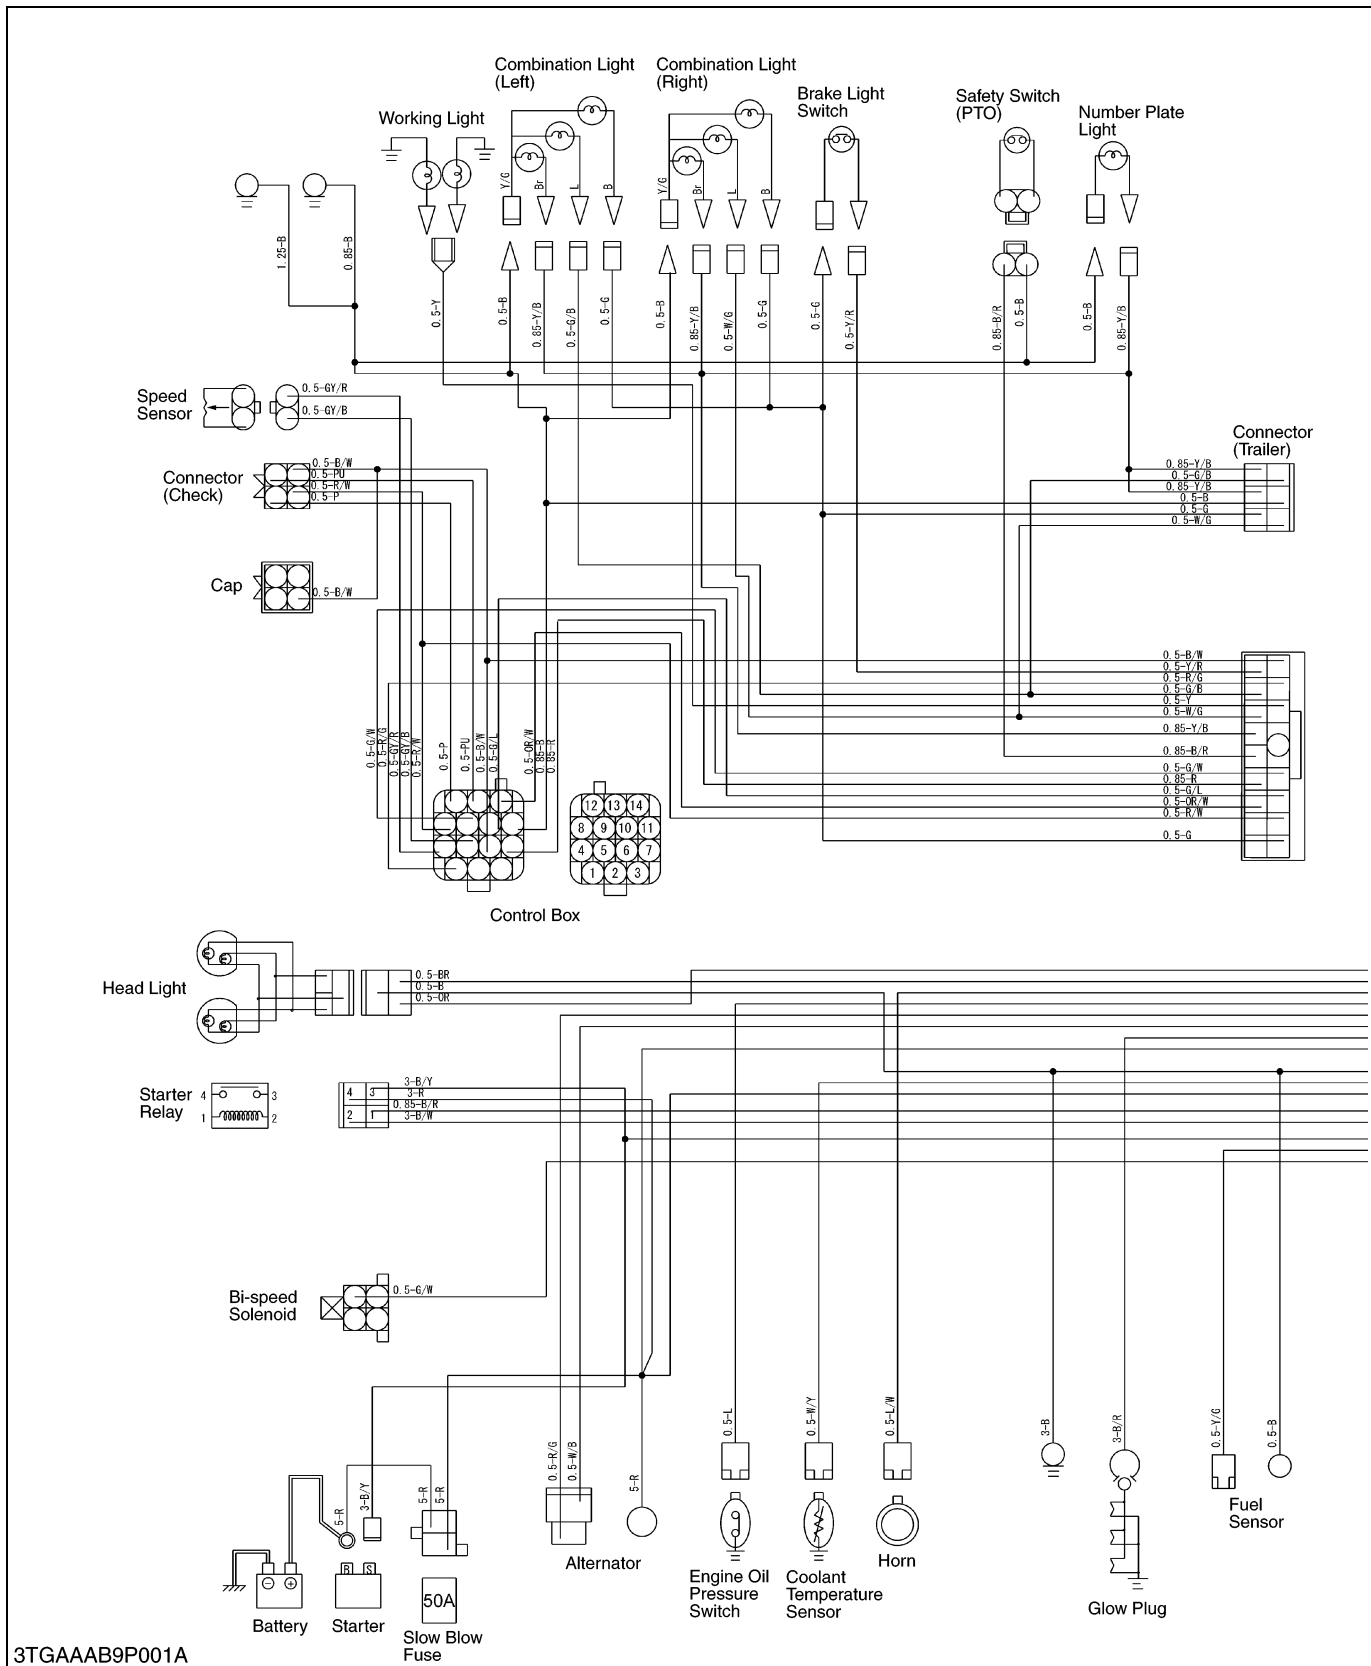 Combination Light
(Left)
Combination Light
(Right)
Brake Light
Switch
Safety Switch
(PTO)
Number Plate
Light
Working Light
Y/G
Br
L
B
Y/G
Br
L
B
1.25-B
0.85-B
0.5-Y
0.5-B
0.85-Y/B
0.5-G/B
0.5-G
0.5-B
0.85-Y/B
0.5-W/G
0.5-G
0.5-G
0.5-Y/R
0.85-B/R
0.5-B
0.5-B
0.85-Y/B
Speed
Sensor
0.5-GY/R
0.5-GY/B
Connector
(Check)
0.5-B/W
0.5-PU
0.5-R/W
0.5-P
Cap
0.5-B/W
Connector
(Trailer)
0.85-Y/B
0.5-G/B
0.85-Y/B
0.5-B
0.5-G
0.5-W/G
0.5-B/W
0.5-Y/R
0.5-R/G
0.5-G/B
0.5-Y
0.5-W/G
0.85-Y/B
0.85-B/R
0.5-G/W
0.85-R
0.5-G/L
0.5-OR/W
0.5-R/W
0.5-G
0.5-G/W
0.5-R/G
0.5-GY/R
0.5-GY/B
0.5-R/W
0.5-P
0.5-PU
0.5-B/W
0.5-G/L
0.5-OR/W
0.85-B
0.85-R
12 13 14
8 9 10 11
4 5 6 7
1 2 3
Control Box
Head Light
0.5-BR
0.5-B
0.5-OR
Starter
Relay
4 3
1 2
4 3
2 1
3-B/Y
3-R
0.85-B/R
3-B/W
Bi-speed
Solenoid
0.5-G/W
5-R
3-B/Y
5-R
5-R
0.5-R/G
0.5-W/B
5-R
0.5-L
0.5-W/Y
0.5-L/W
3-B
3-B/R
0.5-Y/G
0.5-B
B S
50A
Battery
Starter
Slow Blow
Fuse
Alternator
Engine Oil
Pressure
Switch
Coolant
Temperature
Sensor
Horn
Glow Plug
Fuel
Sensor
3TGAAAB9P001A